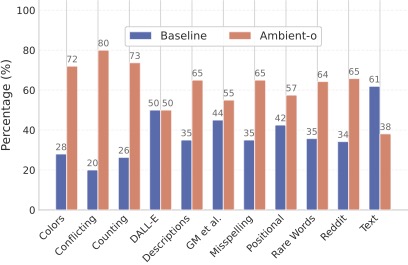 Percentage (%)
100
80
60
40
20
0
Baseline
Ambient-o
28 72
20 80
26 73
50 50
35 65
44 55
35 65
42 57
35 64
34 65
61 38
Colors
Conflicting
Counting
DALL-E
Descriptions
GM et al.
Misspelling
Positional
Rare Words
Reddit
Text